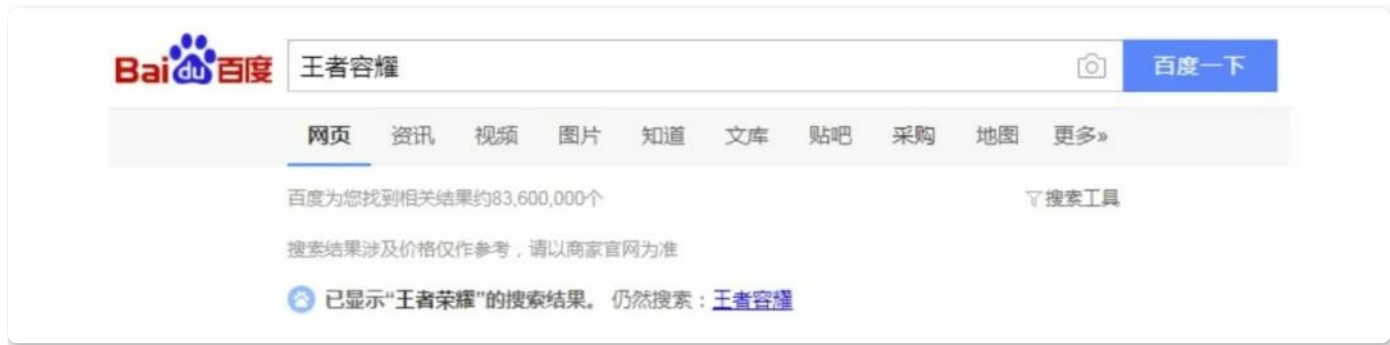 Bai du 百度 王者容耀 百度一下
网页 资讯 视频 图片 知道 文库 贴吧 采购 地图 更多»
百度为您找到相关结果约83,600,000个 搜索工具
搜索结果涉及价格仅作参考，请以商家官网为准
已显示“王者荣耀”的搜索结果。 仍然搜索：王者容耀